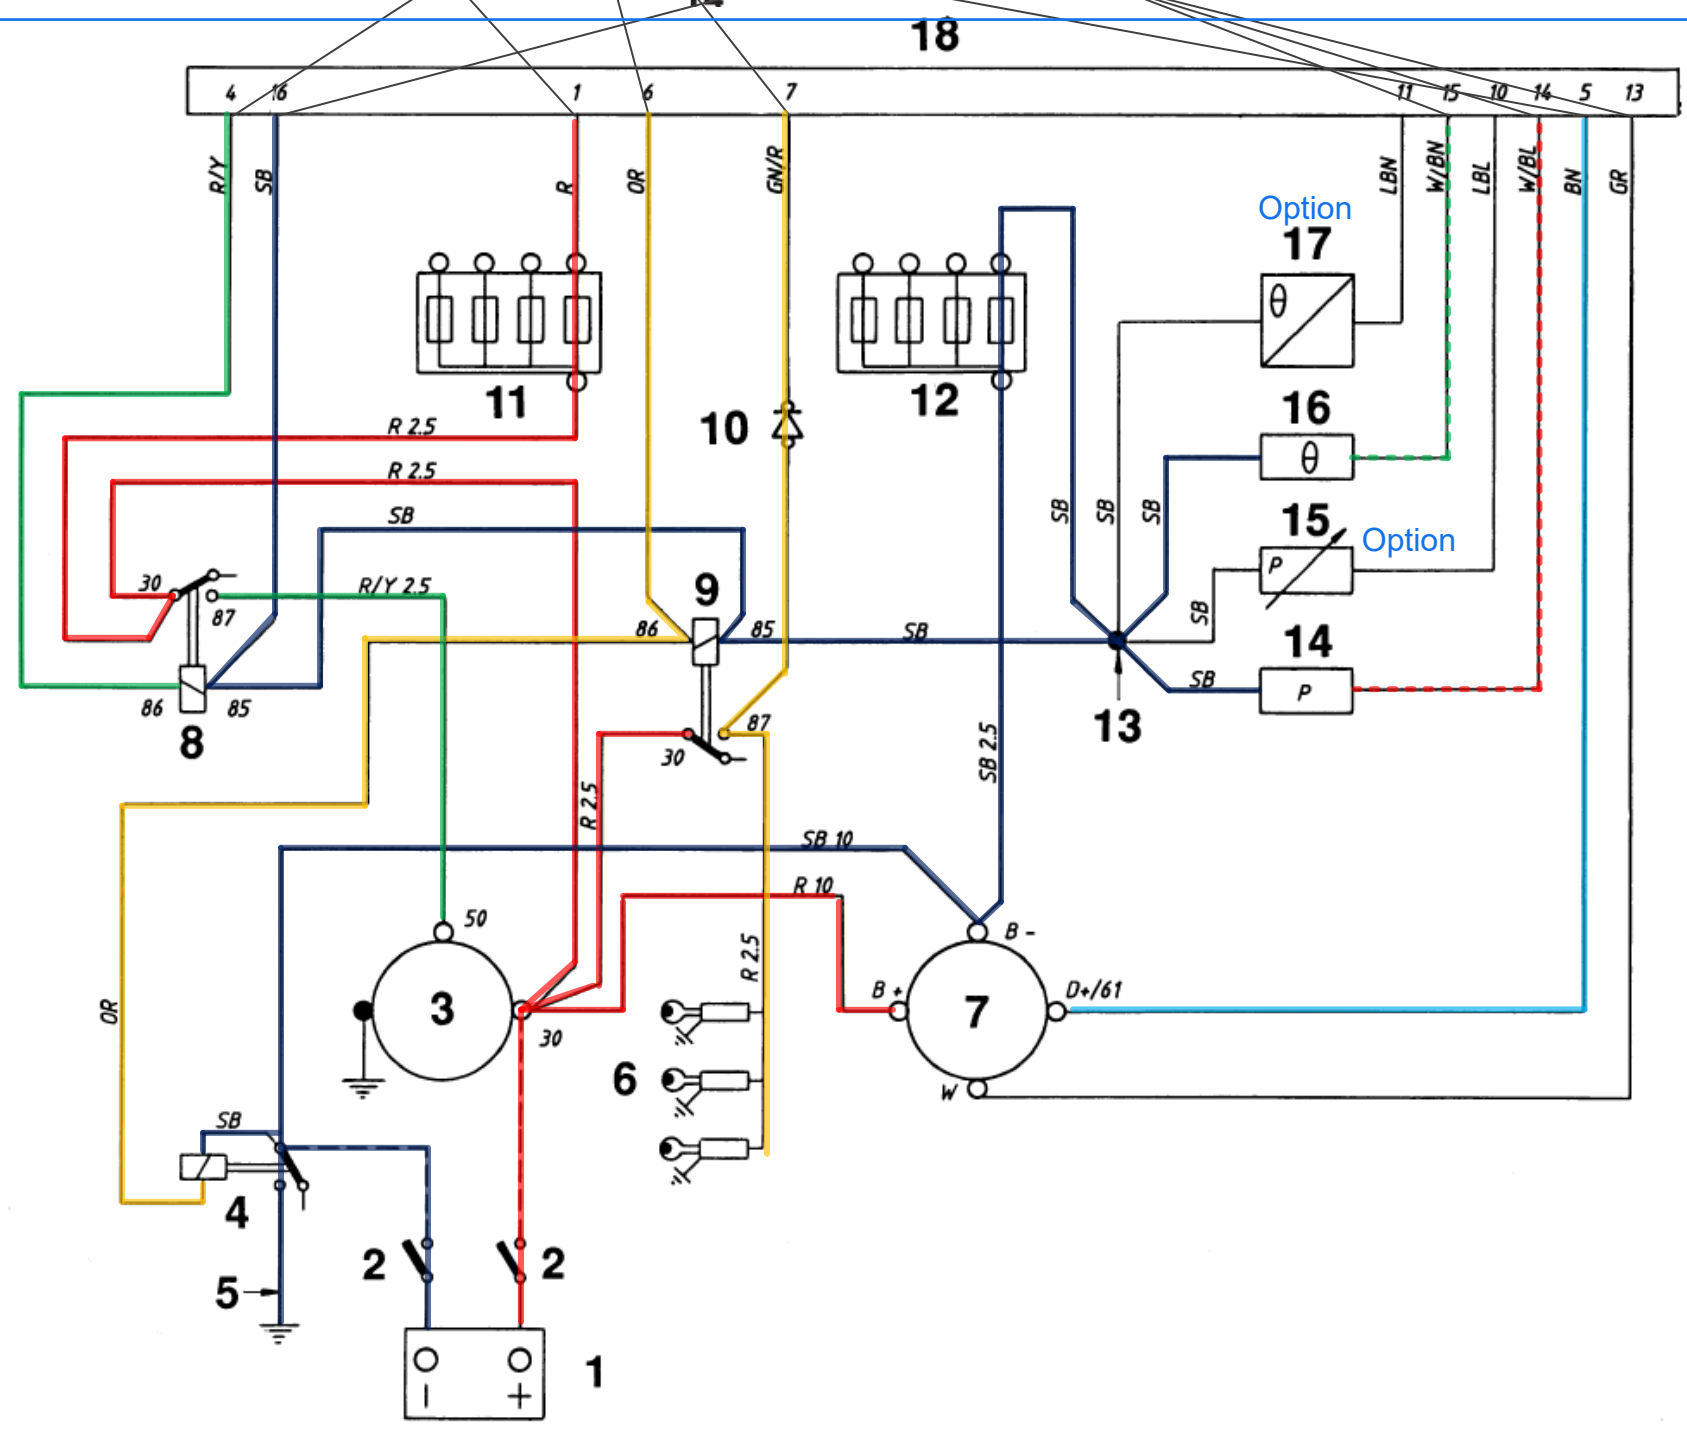 18
4 16 1 6 7 11 15 10 14 5 13
R/Y SB R OR GN/R LBN W/BN LBL W/BL BN GR
Option
17
θ
11
12
10
16
θ
R 2.5
R 2.5
SB
SB SB SB
15
Option
P
30
87
R/Y 2.5
9
86
85
SB
SB
14
P
SB
86
85
8
13
87
30
SB 2.5
R 2.5
SB 10
R 10
50
B -
R 2.5
3
B +
7
D+/61
OR
30
6
W
SB
4
2
2
5
1
- +